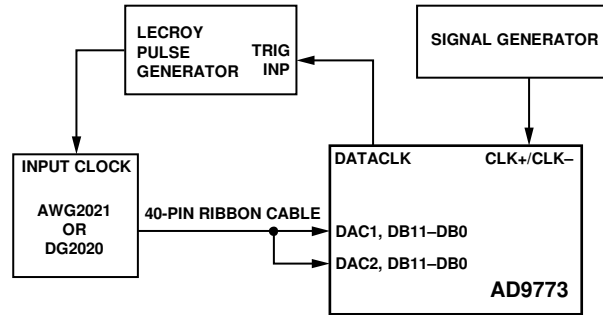 LECROY
PULSE
GENERATOR
TRIG
INP
SIGNAL GENERATOR
INPUT CLOCK
AWG2021
OR
DG2020
40-PIN RIBBON CABLE
DATACLK
CLK+/CLK–
DAC1, DB11–DB0
DAC2, DB11–DB0
AD9773